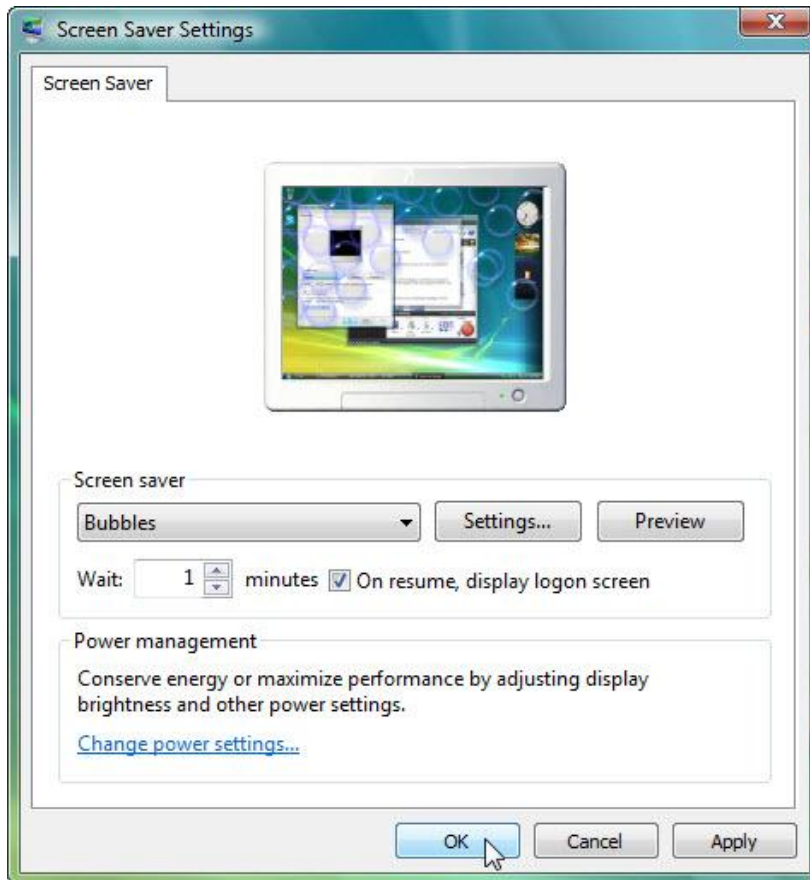 Screen Saver Settings
Screen Saver
Screen saver
Bubbles
Settings...
Preview
Wait: 1 minutes On resume, display logon screen
Power management
Conserve energy or maximize performance by adjusting display
brightness and other power settings.
Change power settings...
OK
Cancel
Apply